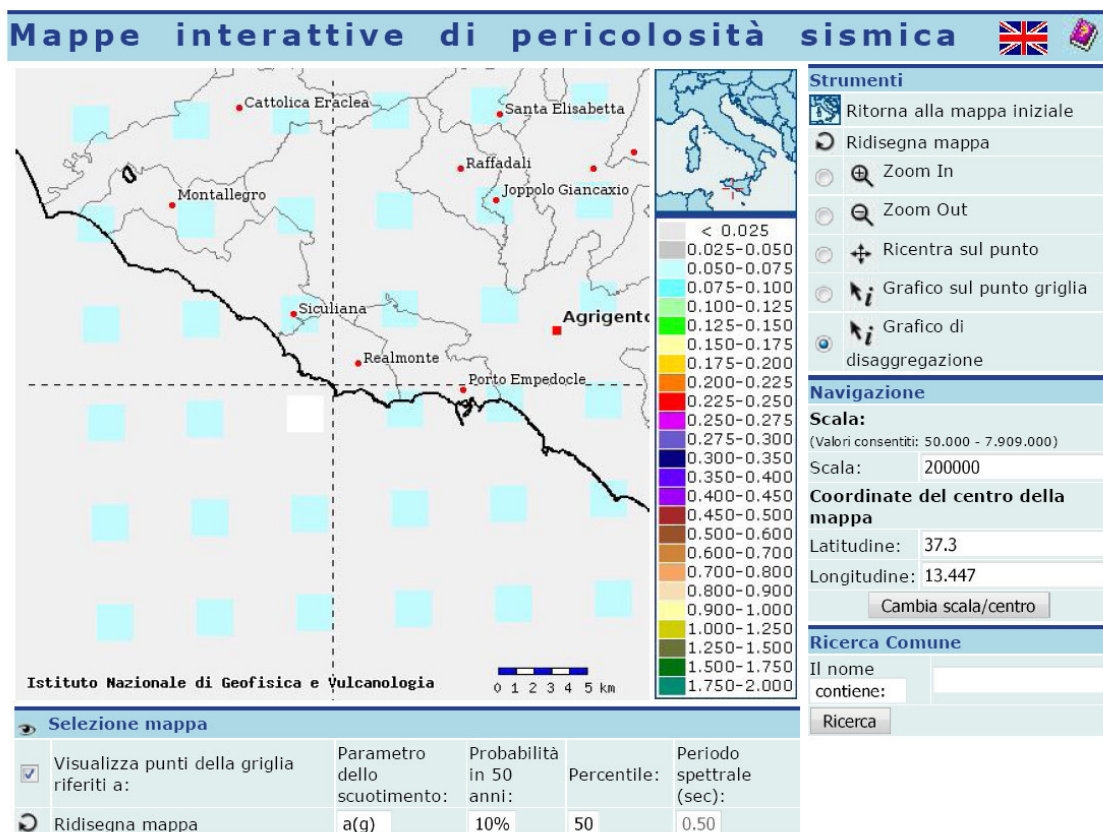 Mappe interattive di pericolosità sismica
Cattolica Eraclea
Santa Elisabetta
Raffadali
Joppolo Giancaxio
Montallegro
Siculiana
Agrigento
Realmonte
Porto Empedocle
Istituto Nazionale di Geofisica e Vulcanologia
0 1 2 3 4 5 km
< 0.025
0.025-0.050
0.050-0.075
0.075-0.100
0.100-0.125
0.125-0.150
0.150-0.175
0.175-0.200
0.200-0.225
0.225-0.250
0.250-0.275
0.275-0.300
0.300-0.350
0.350-0.400
0.400-0.450
0.450-0.500
0.500-0.600
0.600-0.700
0.700-0.800
0.800-0.900
0.900-1.000
1.000-1.250
1.250-1.500
1.500-1.750
1.750-2.000
Strumenti
Ritorna alla mappa iniziale
Ridisegna mappa
Zoom In
Zoom Out
Ricentra sul punto
Grafico sul punto griglia
Grafico di
disaggregazione
Navigazione
Scala:
(Valori consentiti: 50.000 - 7.909.000)
Scala: 200000
Coordinate del centro della
mappa
Latitudine: 37.3
Longitudine: 13.447
Cambia scala/centro
Ricerca Comune
Il nome
contiene:
Ricerca
Selezione mappa
Visualizza punti della griglia
riferiti a:
Parametro
dello
scuotimento:
Probabilità
in 50
anni:
Percentile:
Periodo
spettrale
(sec):
Ridisegna mappa a(g) 10% 50 0.50